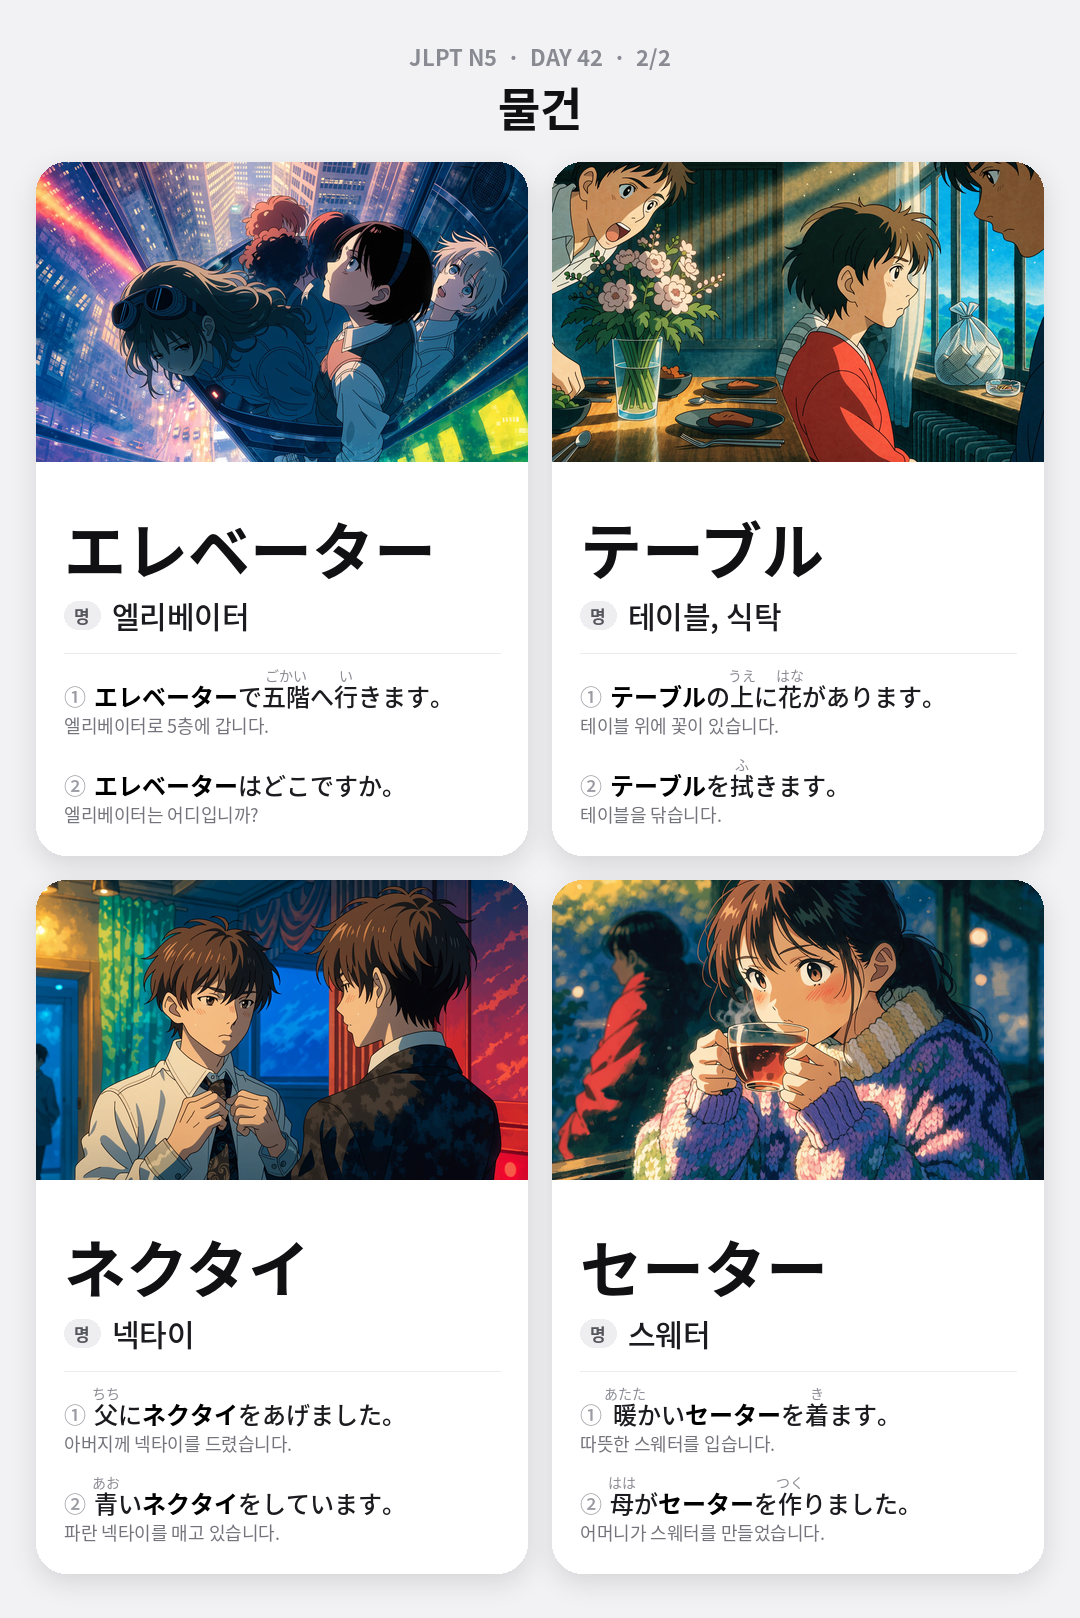 JLPT N5 · DAY 42 · 2/2
물건
エレベーター
명 엘리베이터
ごかい い
① エレベーターで五階へ行きます。
엘리베이터로 5층에 갑니다.
② エレベーターはどこですか。
엘리베이터는 어디입니까?
テーブル
명 테이블, 식탁
うえ はな
① テーブルの上に花があります。
테이블 위에 꽃이 있습니다.
ふ
② テーブルを拭きます。
테이블을 닦습니다.
ネクタイ
명 넥타이
ちち
① 父にネクタイをあげました。
아버지께 넥타이를 드렸습니다.
あお
② 青いネクタイをしています。
파란 넥타이를 매고 있습니다.
セーター
명 스웨터
あたた き
① 暖かいセーターを着ます。
따뜻한 스웨터를 입습니다.
はは つく
② 母がセーターを作りました。
어머니가 스웨터를 만들었습니다.